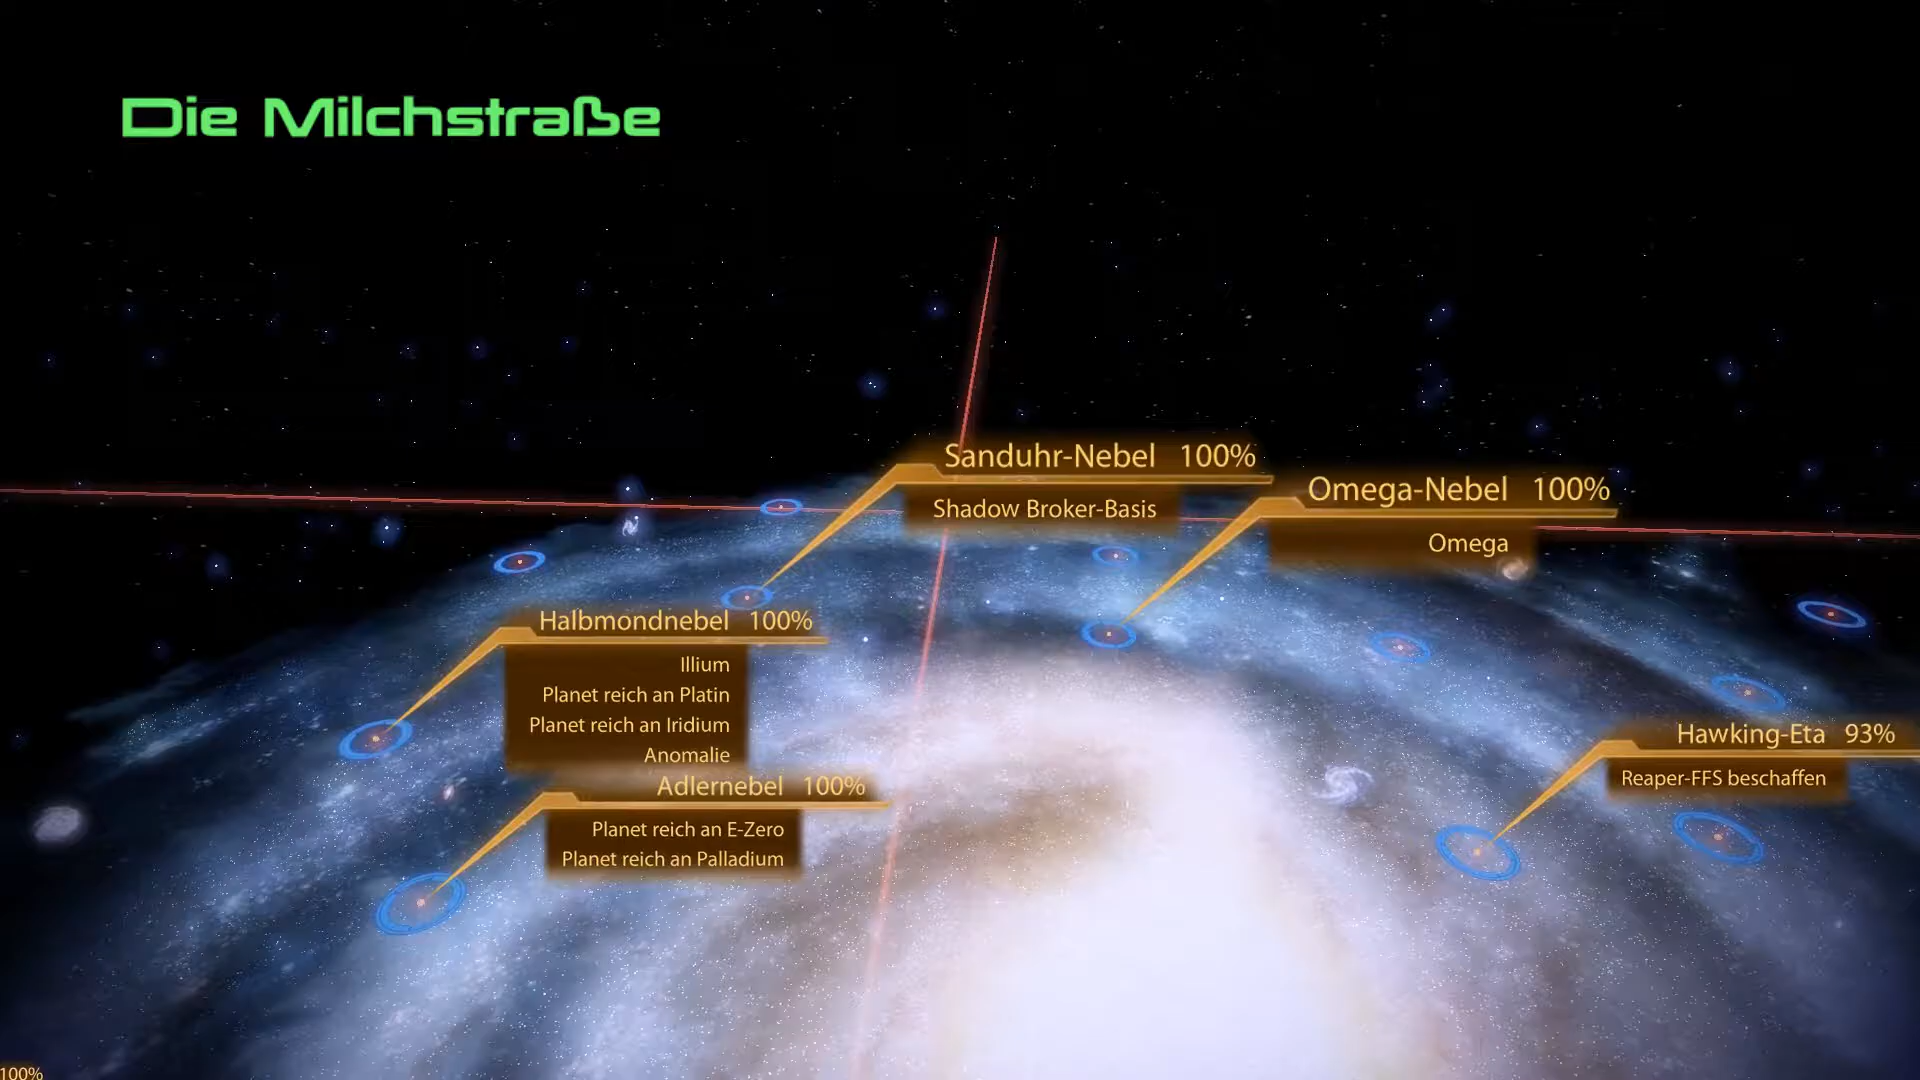 Die Milchstraße
Sanduhr-Nebel 100%
Shadow Broker-Basis
Omega-Nebel 100%
Omega
Halbmondnebel 100%
Illium
Planet reich an Platin
Planet reich an Iridium
Anomalie
Hawking-Eta 93%
Reaper-FFS beschaffen
Adlernebel 100%
Planet reich an E-Zero
Planet reich an Palladium
100%